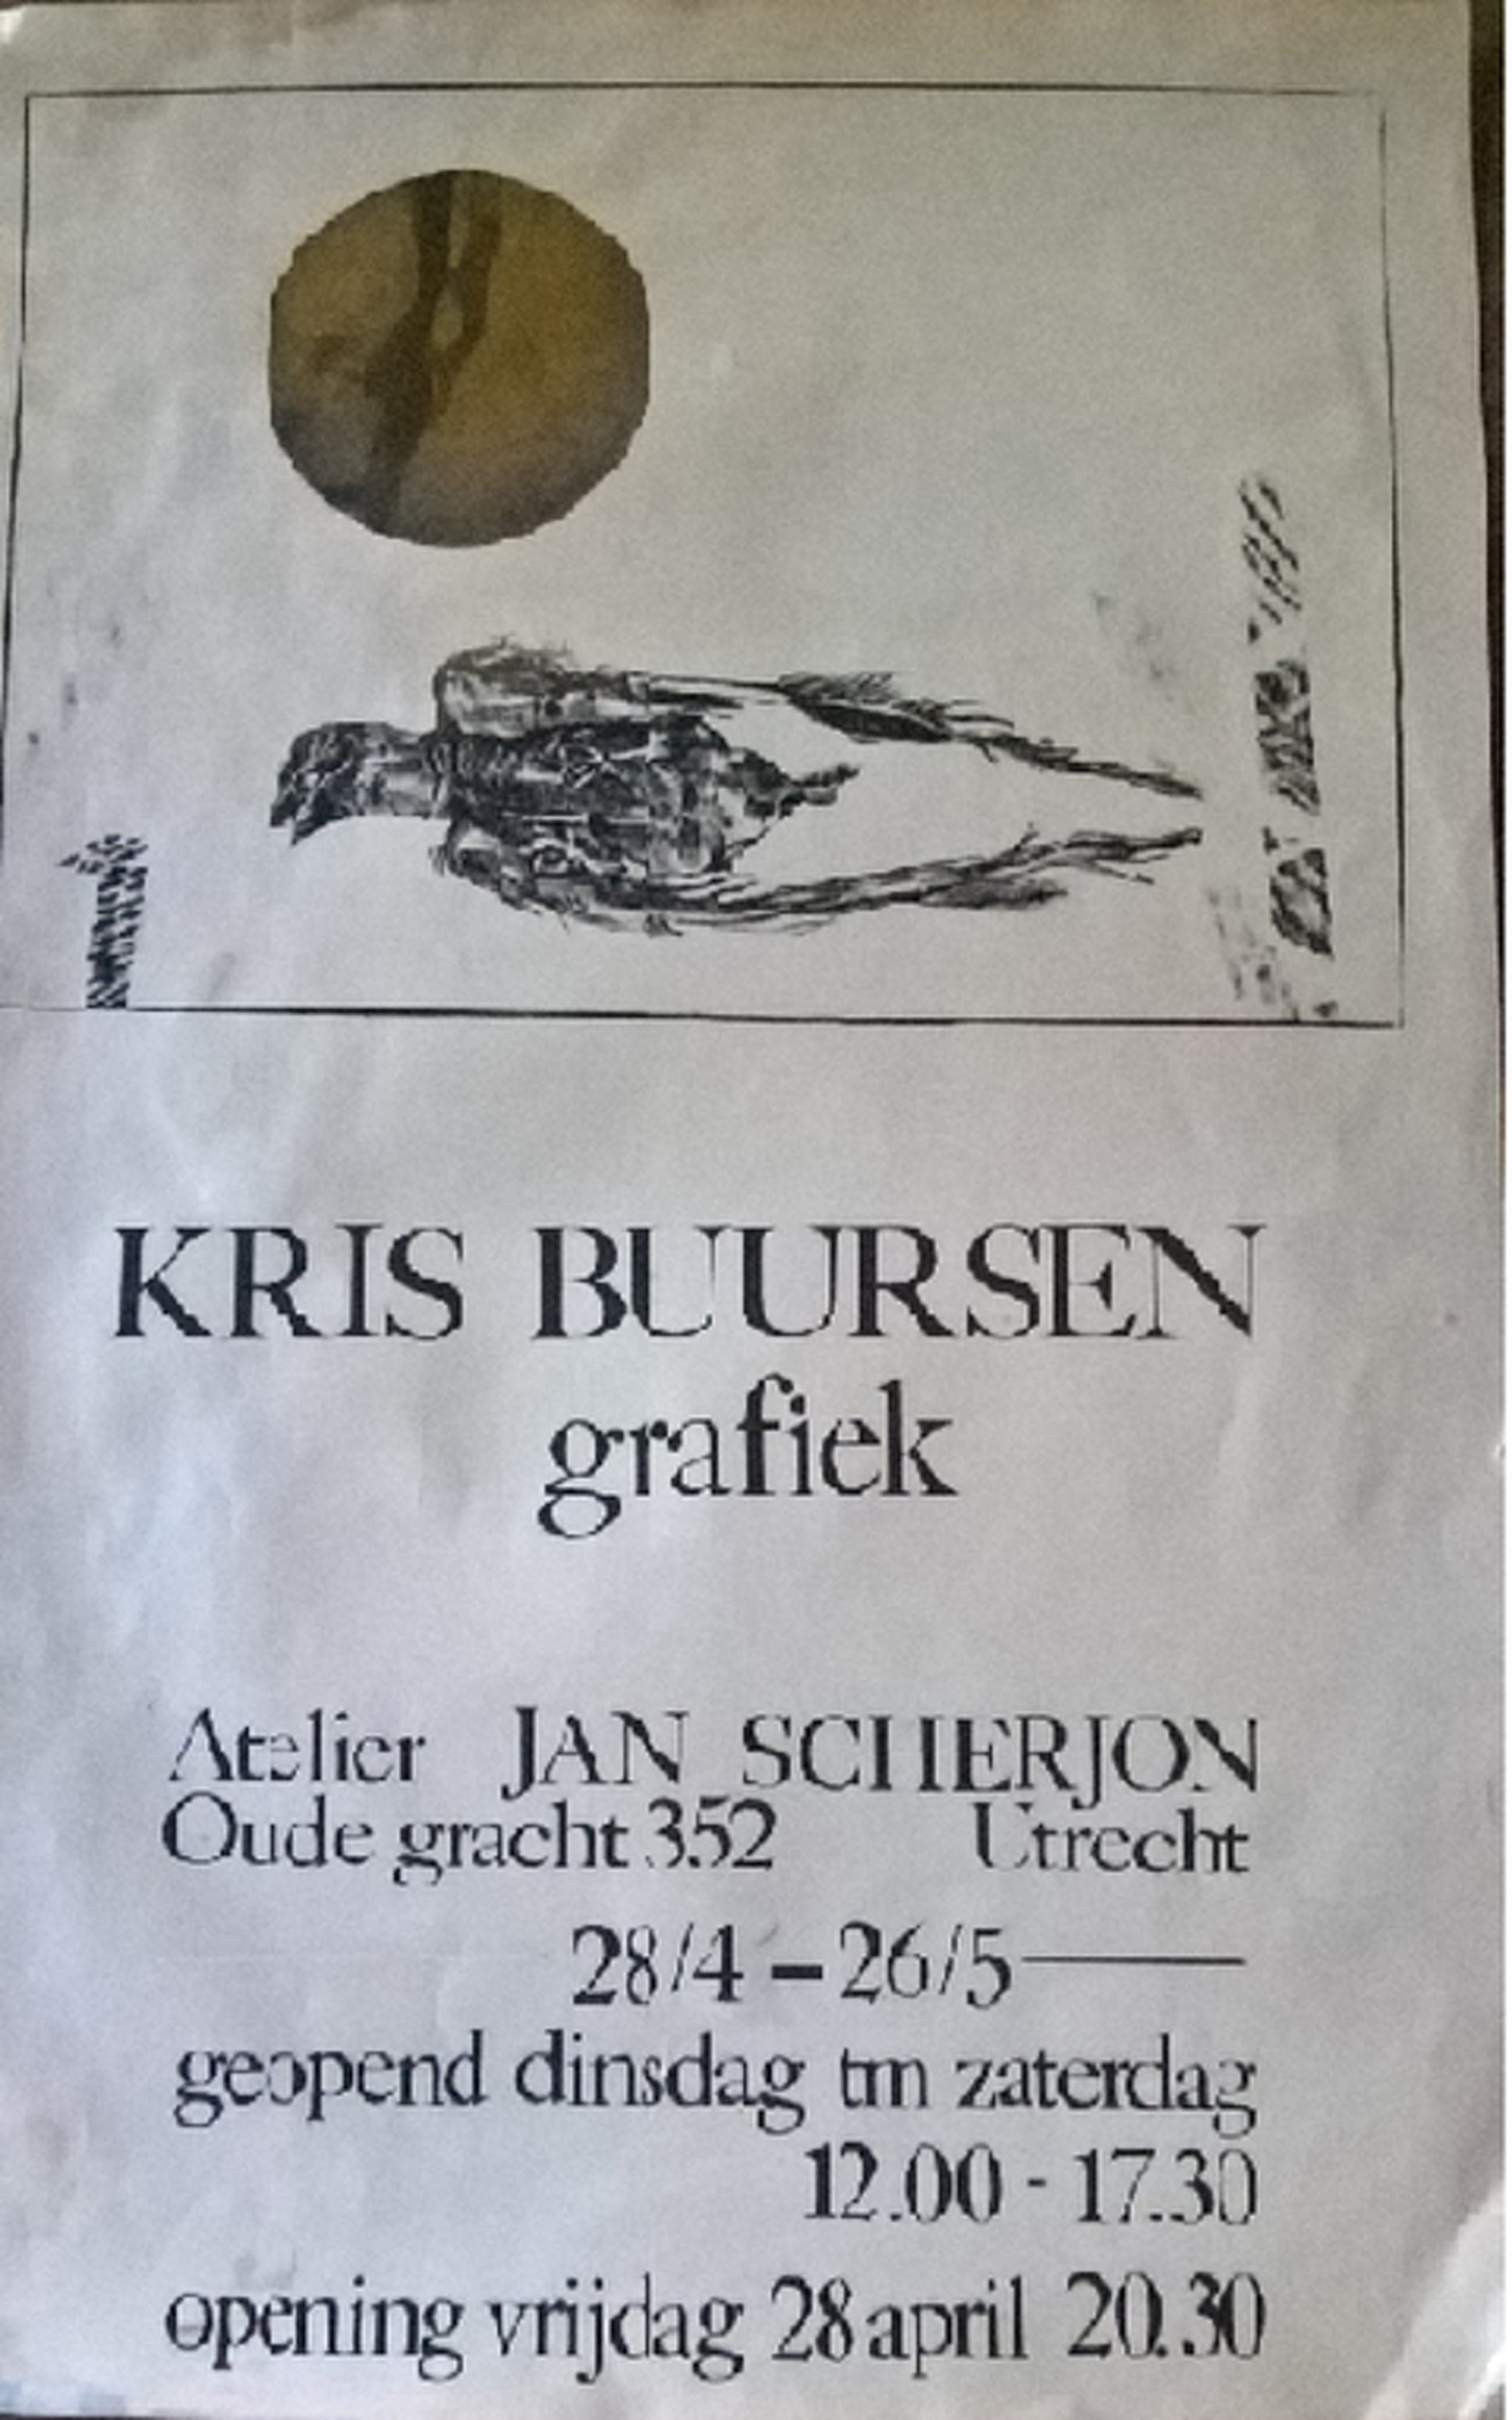 KRIS BUURSEN
grafiek
Atelier JAN SCHERJON
Oude gracht 352 Utrecht
28/4 – 26/5
geopend dinsdag tm zaterdag
12.00 - 17.30
opening vrijdag 28 april 20.30